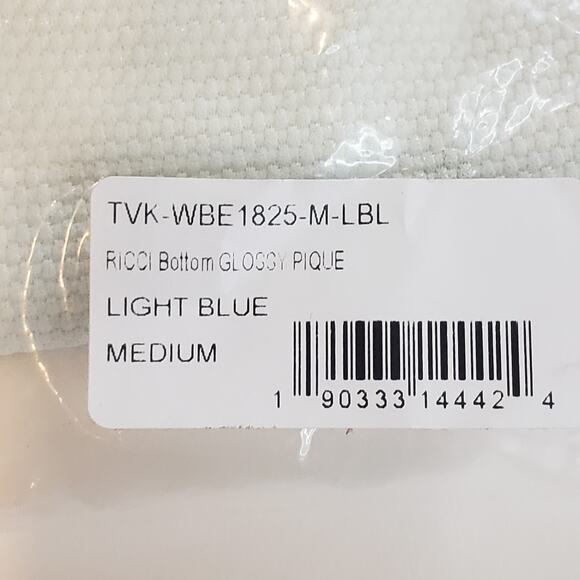 TVK-WBE1825-M-LBL
RICCI Bottom GLOSSY PIQUE
LIGHT BLUE
MEDIUM
1 90333 14442 4